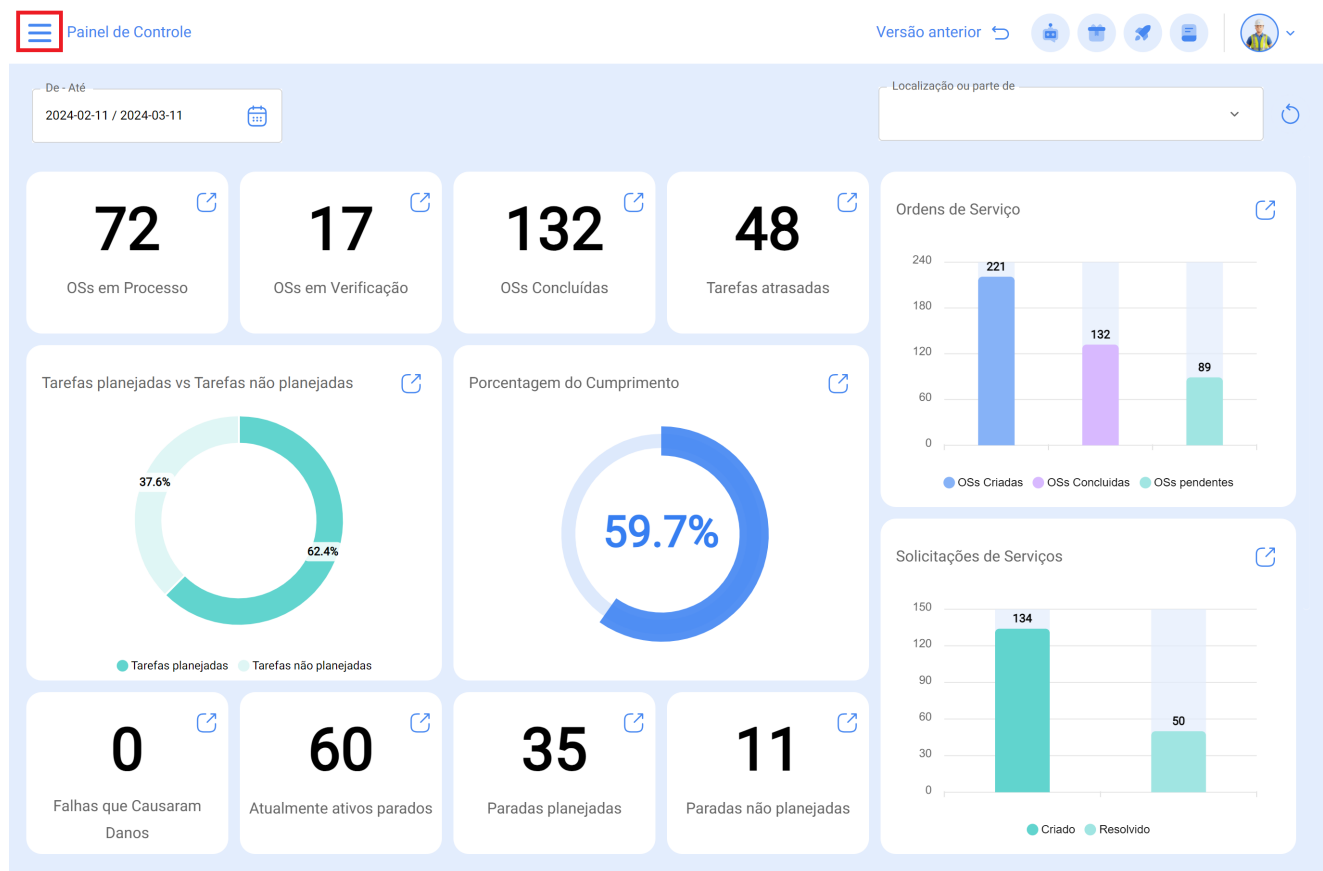 Painel de Controle
Versão anterior
De - Até
2024-02-11 / 2024-03-11
Localização ou parte de
72
OSs em Processo
17
OSs em Verificação
132
OSs Concluídas
48
Tarefas atrasadas
Ordens de Serviço
240
180
120
60
0
221
132
89
OSs Criadas
OSs Concluidas
OSs pendentes
Tarefas planejadas vs Tarefas não planejadas
37.6%
62.4%
Tarefas planejadas
Tarefas não planejadas
Porcentagem do Cumprimento
59.7%
Solicitações de Serviços
150
120
90
60
30
0
134
50
Criado
Resolvido
0
Falhas que Causaram
Danos
60
Atualmente ativos parados
35
Paradas planejadas
11
Paradas não planejadas